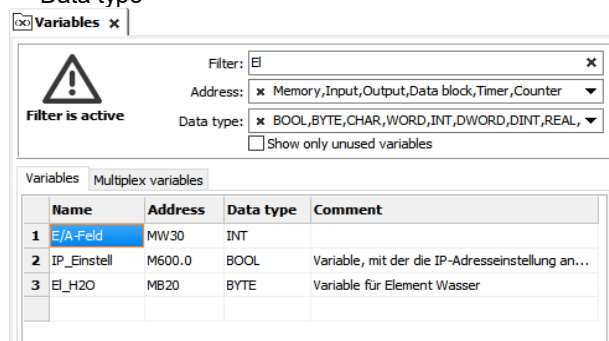 Data type
Variables
Filter: El
Address: Memory,Input,Output,Data block,Timer,Counter
Filter is active
Data type: BOOL,BYTE,CHAR,WORD,INT,DWORD,DINT,REAL,
Show only unused variables
Variables Multiplex variables
Name Address Data type Comment
1 E/A-Feld MW30 INT
2 IP_Einstell M600.0 BOOL Variable, mit der die IP-Adresseinstellung an...
3 El_H2O MB20 BYTE Variable für Element Wasser